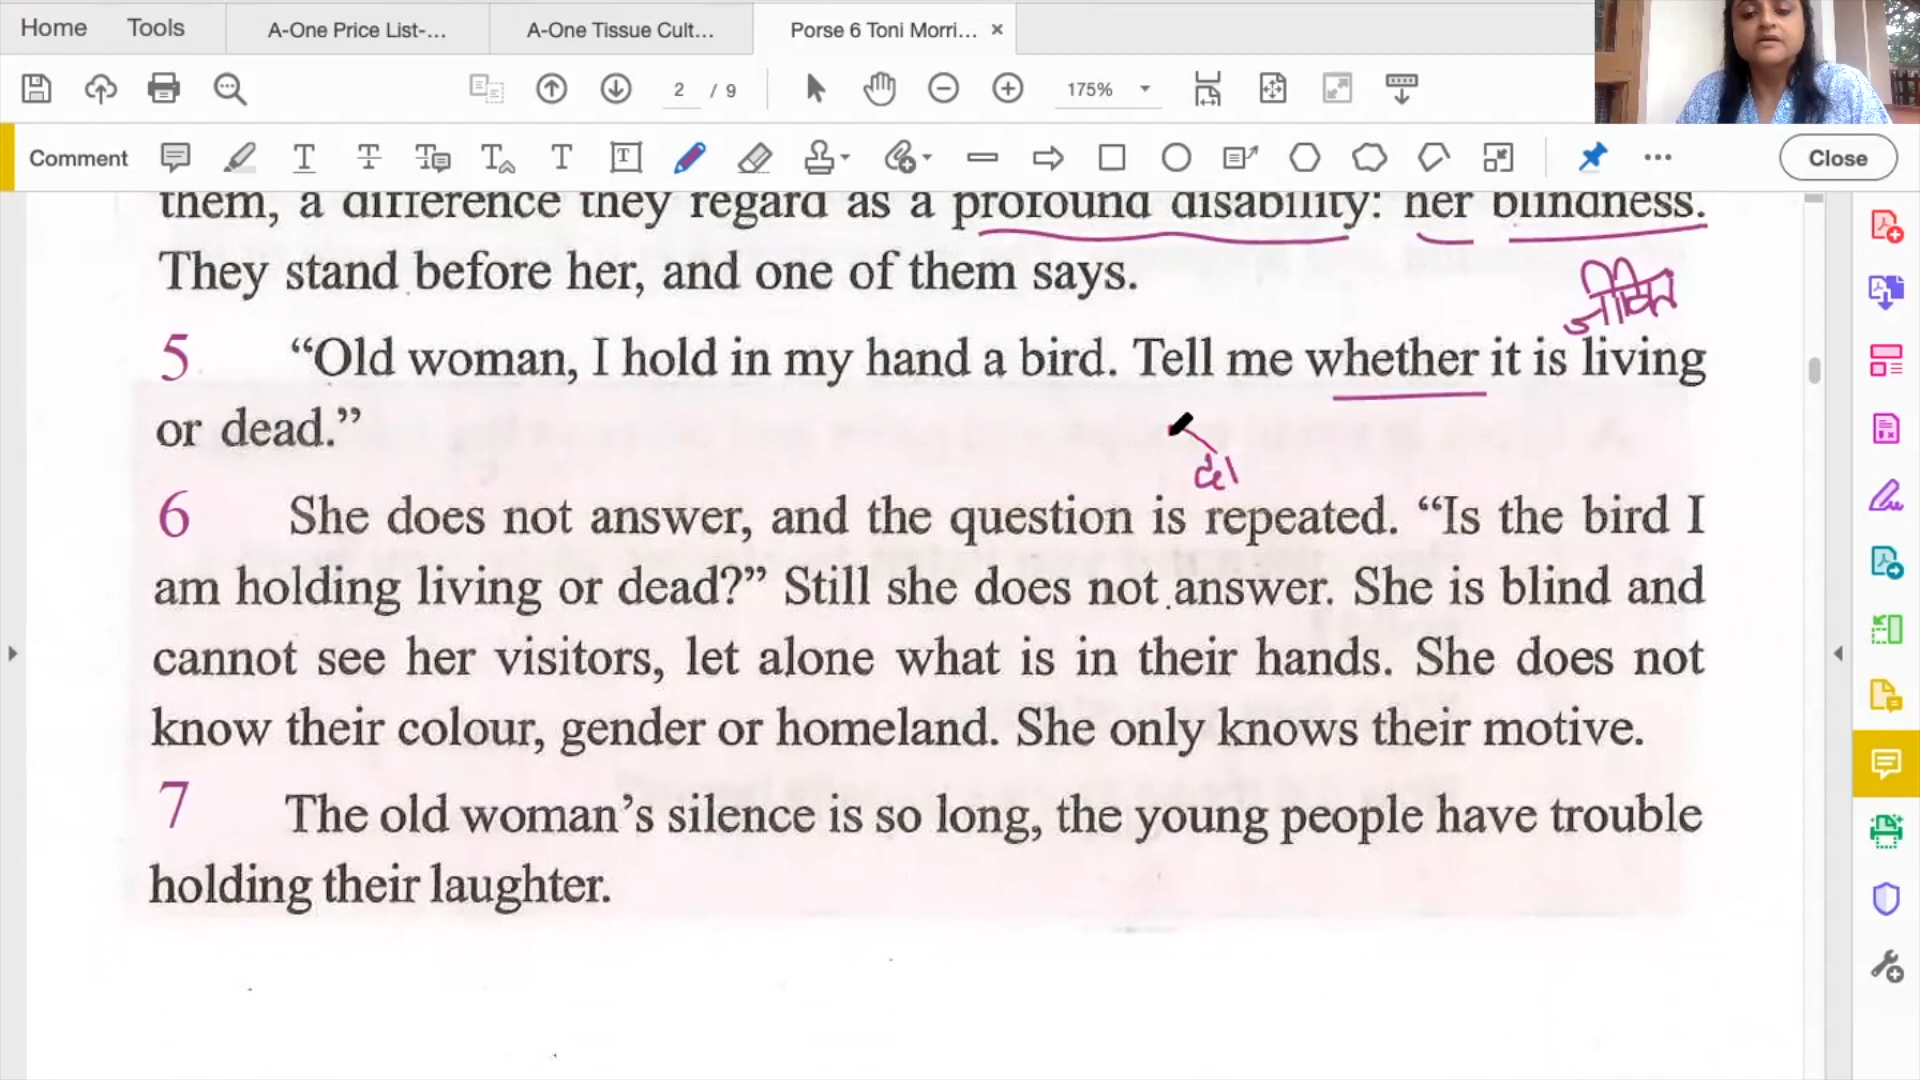 Home Tools A-One Price List-... A-One Tissue Cult... Porse 6 Toni Morri... ×
2 / 9 175%
Comment Close
them, a difference they regard as a profound disability: her blindness.
They stand before her, and one of them says.
जीवित
5 “Old woman, I hold in my hand a bird. Tell me whether it is living
or dead.”
6 She does not answer, and the question is repeated. “Is the bird I
am holding living or dead?” Still she does not answer. She is blind and
cannot see her visitors, let alone what is in their hands. She does not
know their colour, gender or homeland. She only knows their motive.
7 The old woman’s silence is so long, the young people have trouble
holding their laughter.